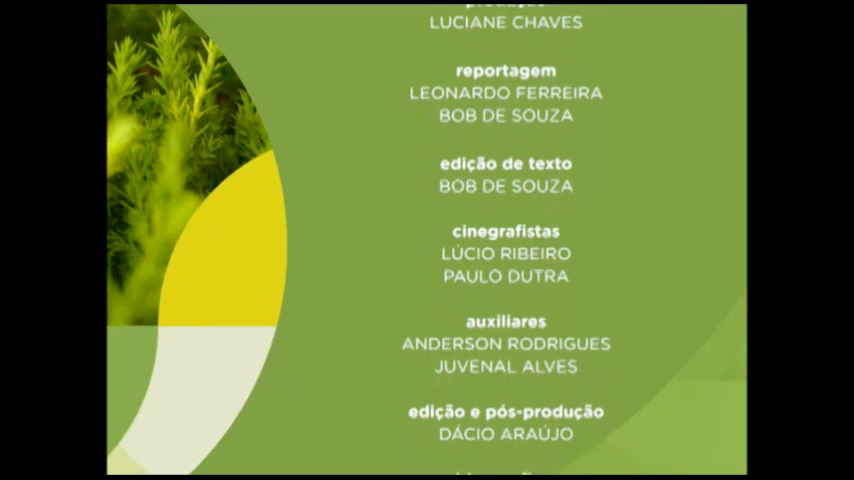 LUCIANE CHAVES
reportagem
LEONARDO FERREIRA
BOB DE SOUZA
edição de texto
BOB DE SOUZA
cinegrafistas
LÚCIO RIBEIRO
PAULO DUTRA
auxiliares
ANDERSON RODRIGUES
JUVENAL ALVES
edição e pós-produção
DÁCIO ARAÚJO